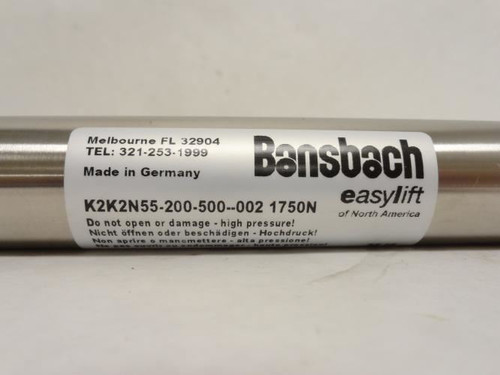 Melbourne FL 32904
TEL: 321-253-1999
Made in Germany
Bansbach
easylift
of North America
K2K2N55-200-500--002 1750N
Do not open or damage - high pressure!
Nicht öffnen oder beschädigen - Hochdruck!
Non aprire o manomettere - alta pressione!